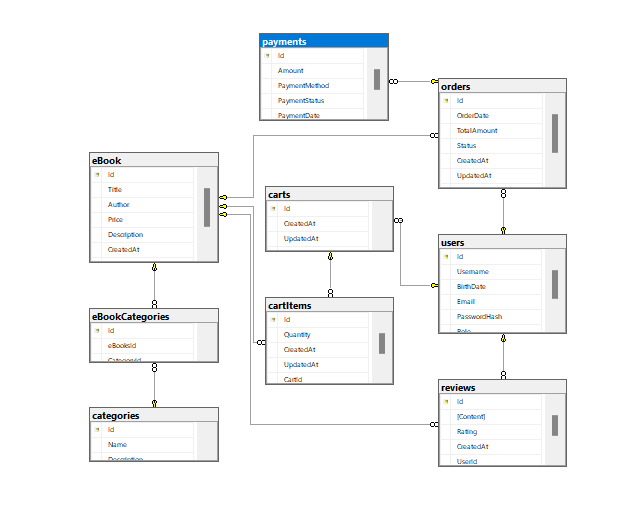 payments
Id
Amount
PaymentMethod
PaymentStatus
PaymentDate
orders
Id
OrderDate
TotalAmount
Status
CreatedAt
UpdatedAt
eBook
Id
Title
Author
Price
Description
CreatedAt
carts
Id
CreatedAt
UpdatedAt
users
Id
Username
BirthDate
Email
PasswordHash
Role
eBookCategories
Id
eBooksId
CategoryId
cartItems
Id
Quantity
CreatedAt
UpdatedAt
CartId
categories
Id
Name
Description
reviews
Id
[Content]
Rating
CreatedAt
UserId